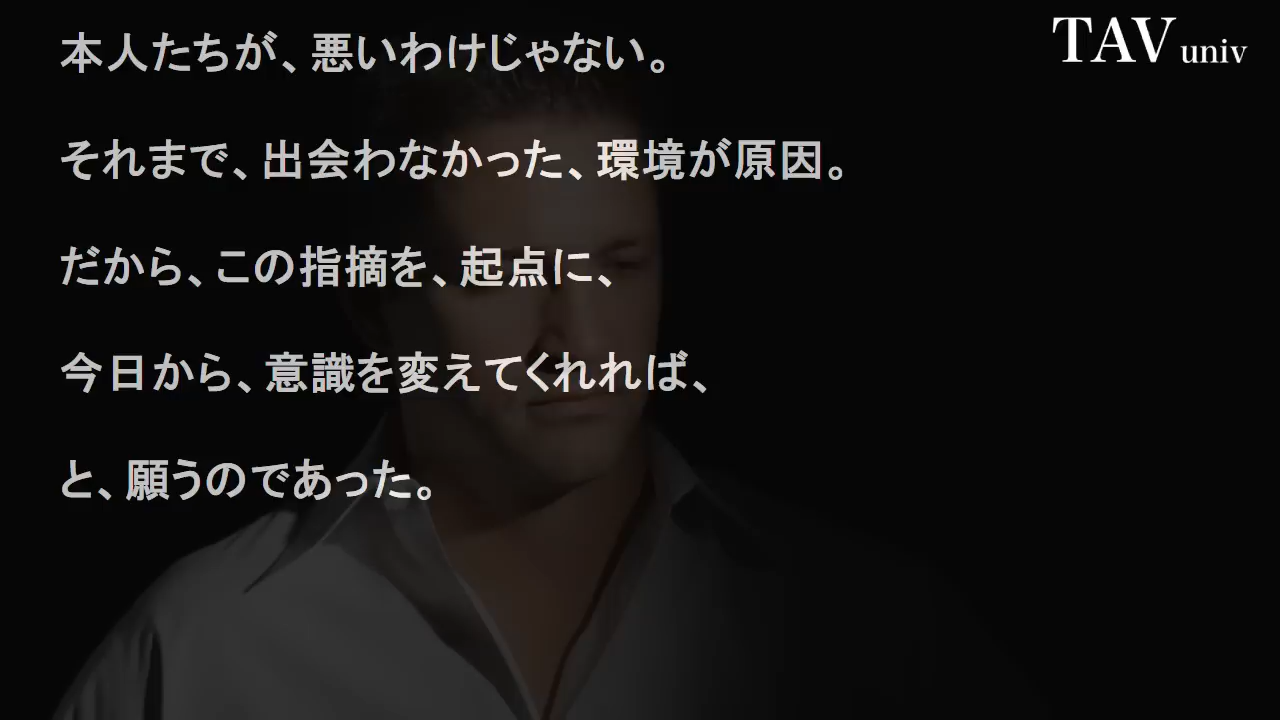 本人たちが、悪いわけじゃない。
TAV univ
それまで、出会わなかった、環境が原因。
だから、この指摘を、起点に、
今日から、意識を変えてくれれば、
と、願うのであった。